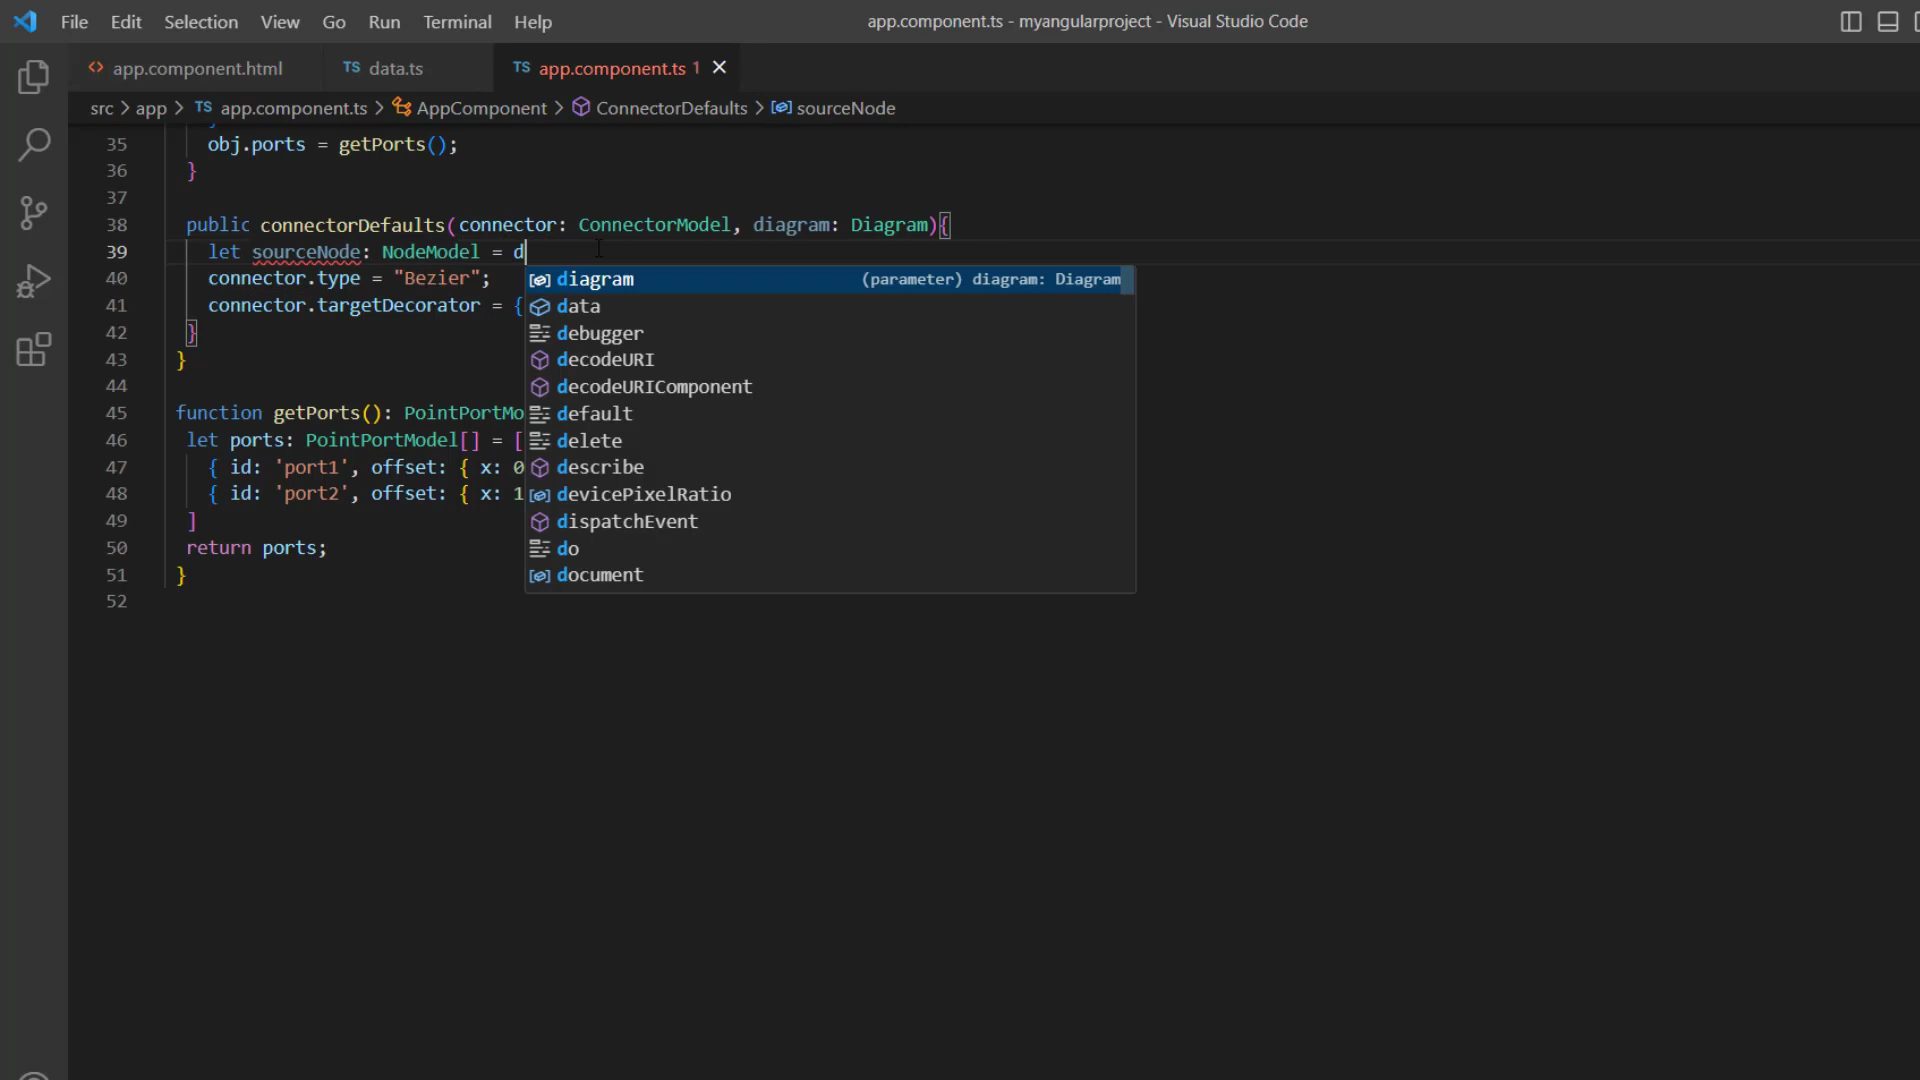 File Edit Selection View Go Run Terminal Help app.component.ts - myangularproject - Visual Studio Code
<> app.component.html TS data.ts TS app.component.ts 1 ×
src > app > TS app.component.ts > AppComponent > ConnectorDefaults > sourceNode
35 obj.ports = getPorts();
36 }
37
38 public connectorDefaults(connector: ConnectorModel, diagram: Diagram){
39 let sourceNode: NodeModel = d
40 connector.type = "Bezier";
41 connector.targetDecorator = {
42 }
43 }
44
45 function getPorts(): PointPortMo
46 let ports: PointPortModel[] = [
47 { id: 'port1', offset: { x: 0
48 { id: 'port2', offset: { x: 1
49 ]
50 return ports;
51 }
52
diagram (parameter) diagram: Diagram
data
debugger
decodeURI
decodeURIComponent
default
delete
describe
devicePixelRatio
dispatchEvent
do
document